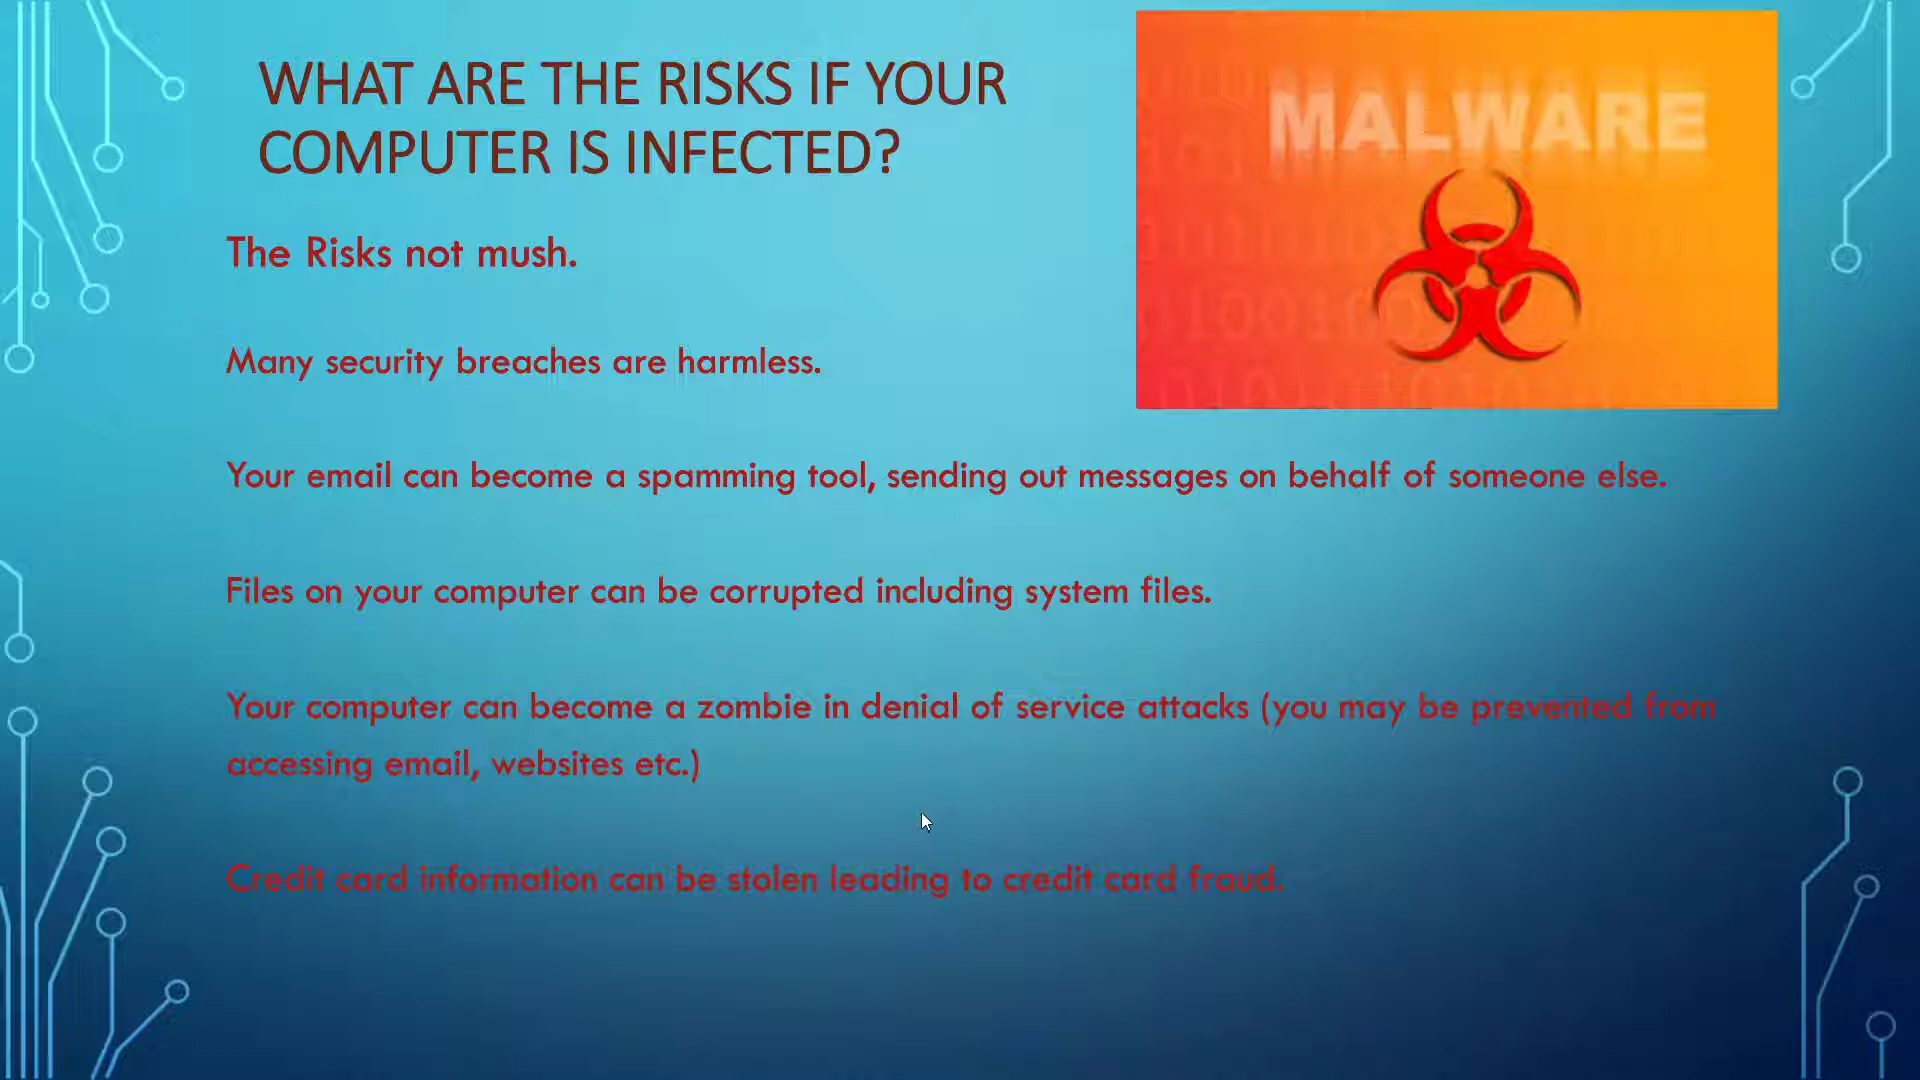 WHAT ARE THE RISKS IF YOUR
COMPUTER IS INFECTED?
MALWARE
The Risks not mush.
Many security breaches are harmless.
Your email can become a spamming tool, sending out messages on behalf of someone else.
Files on your computer can be corrupted including system files.
Your computer can become a zombie in denial of service attacks (you may be prevented from
accessing email, websites etc.)
Credit card information can be stolen leading to credit card fraud.